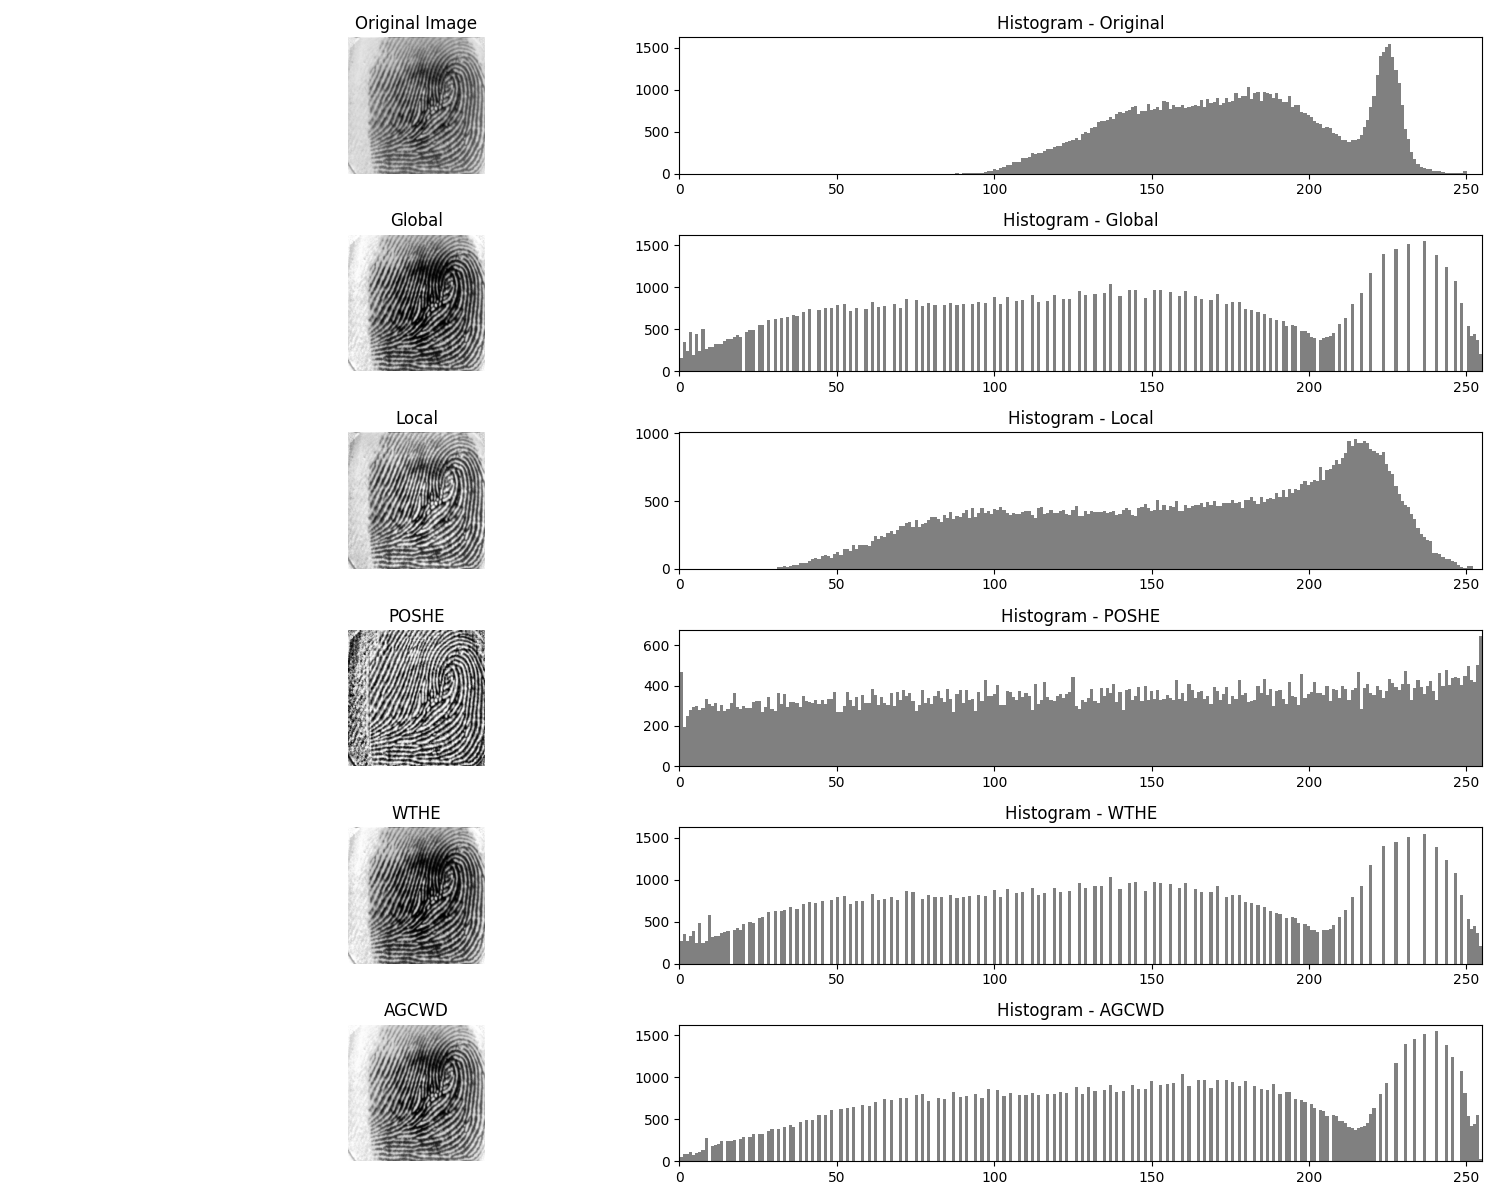 Original Image
Histogram - Original
1500
1000
500
0
0 50 100 150 200 250
Global
Histogram - Global
1500
1000
500
0
0 50 100 150 200 250
Local
Histogram - Local
1000
500
0
0 50 100 150 200 250
POSHE
Histogram - POSHE
600
400
200
0
0 50 100 150 200 250
WTHE
Histogram - WTHE
1500
1000
500
0
0 50 100 150 200 250
AGCWD
Histogram - AGCWD
1500
1000
500
0
0 50 100 150 200 250